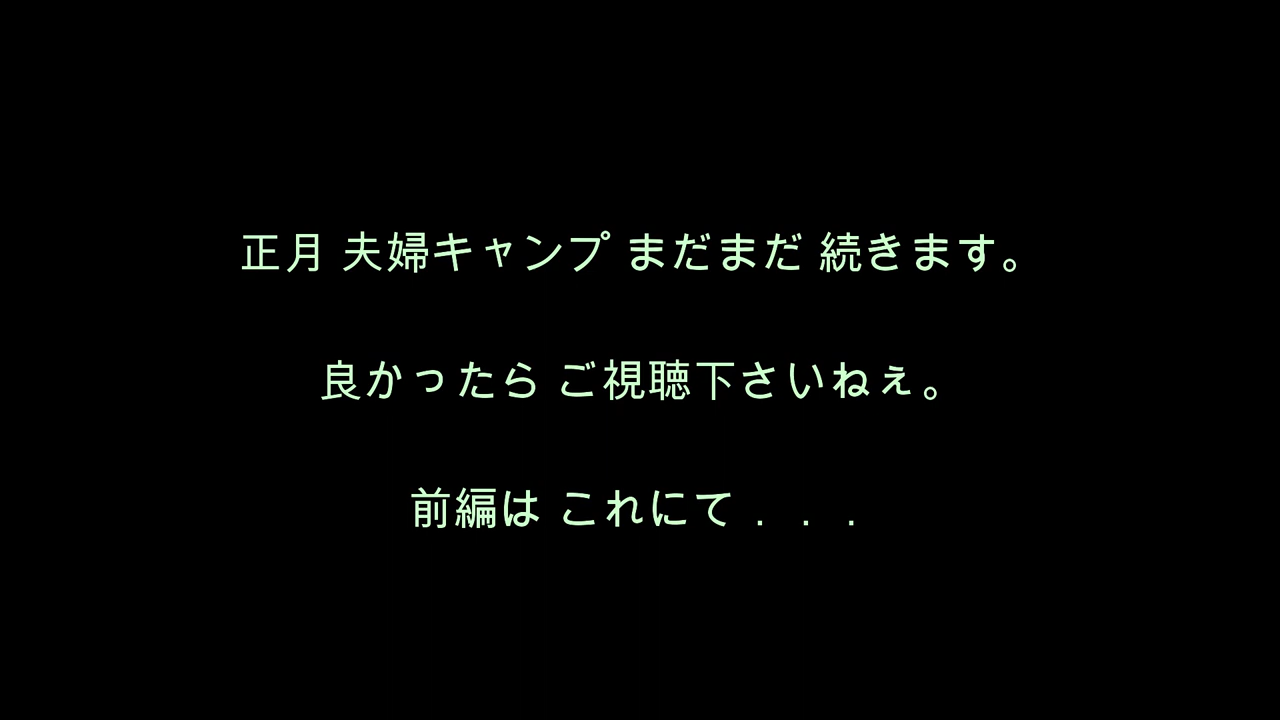 正月 夫婦キャンプ まだまだ 続きます。
良かったら ご視聴下さいねぇ。
前編は これにて . . .